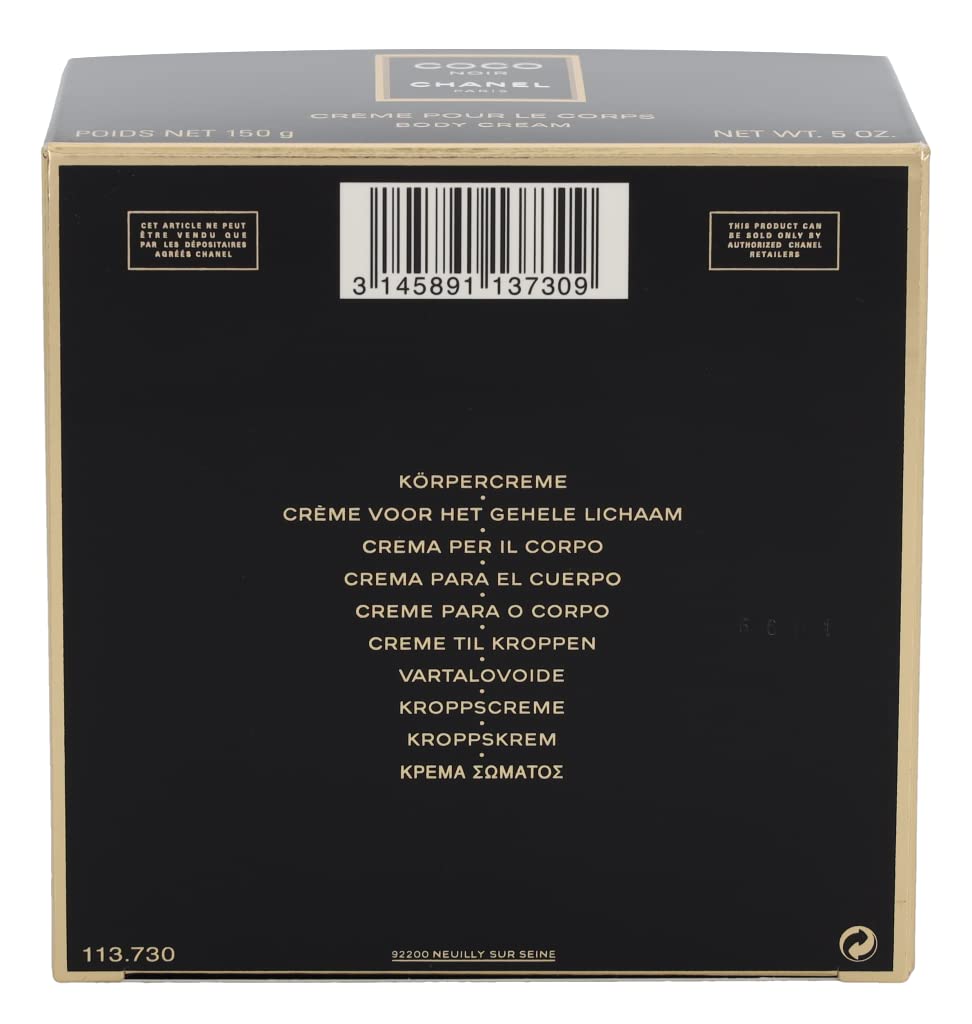 COCO
NOIR
CHANEL
PARIS
CRÈME POUR LE CORPS
BODY CREAM
POIDS NET 150 g
NET WT. 5 OZ.
CET ARTICLE NE PEUT
ÊTRE VENDU QUE
PAR LES DÉPOSITAIRES
AGRÉÉS CHANEL
3 145891 137309
THIS PRODUCT CAN
BE SOLD ONLY BY
AUTHORIZED CHANEL
RETAILERS
KÖRPERCREME
CRÈME VOOR HET GEHELE LICHAAM
CREMA PER IL CORPO
CREMA PARA EL CUERPO
CREME PARA O CORPO
CREME TIL KROPPEN
VARTALOVOIDE
KROPPSCREME
KROPPSKREM
ΚΡΕΜΑ ΣΩΜΑΤΟΣ
113.730
92200 NEUILLY SUR SEINE